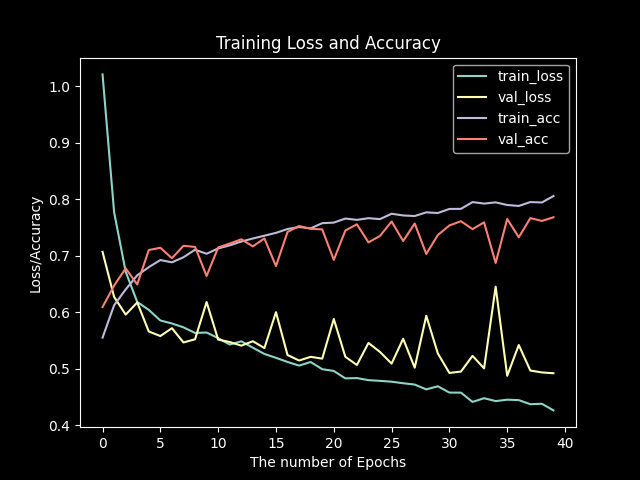 Training Loss and Accuracy
train_loss
val_loss
train_acc
val_acc
Loss/Accuracy
1.0
0.9
0.8
0.7
0.6
0.5
0.4
0 5 10 15 20 25 30 35 40
The number of Epochs